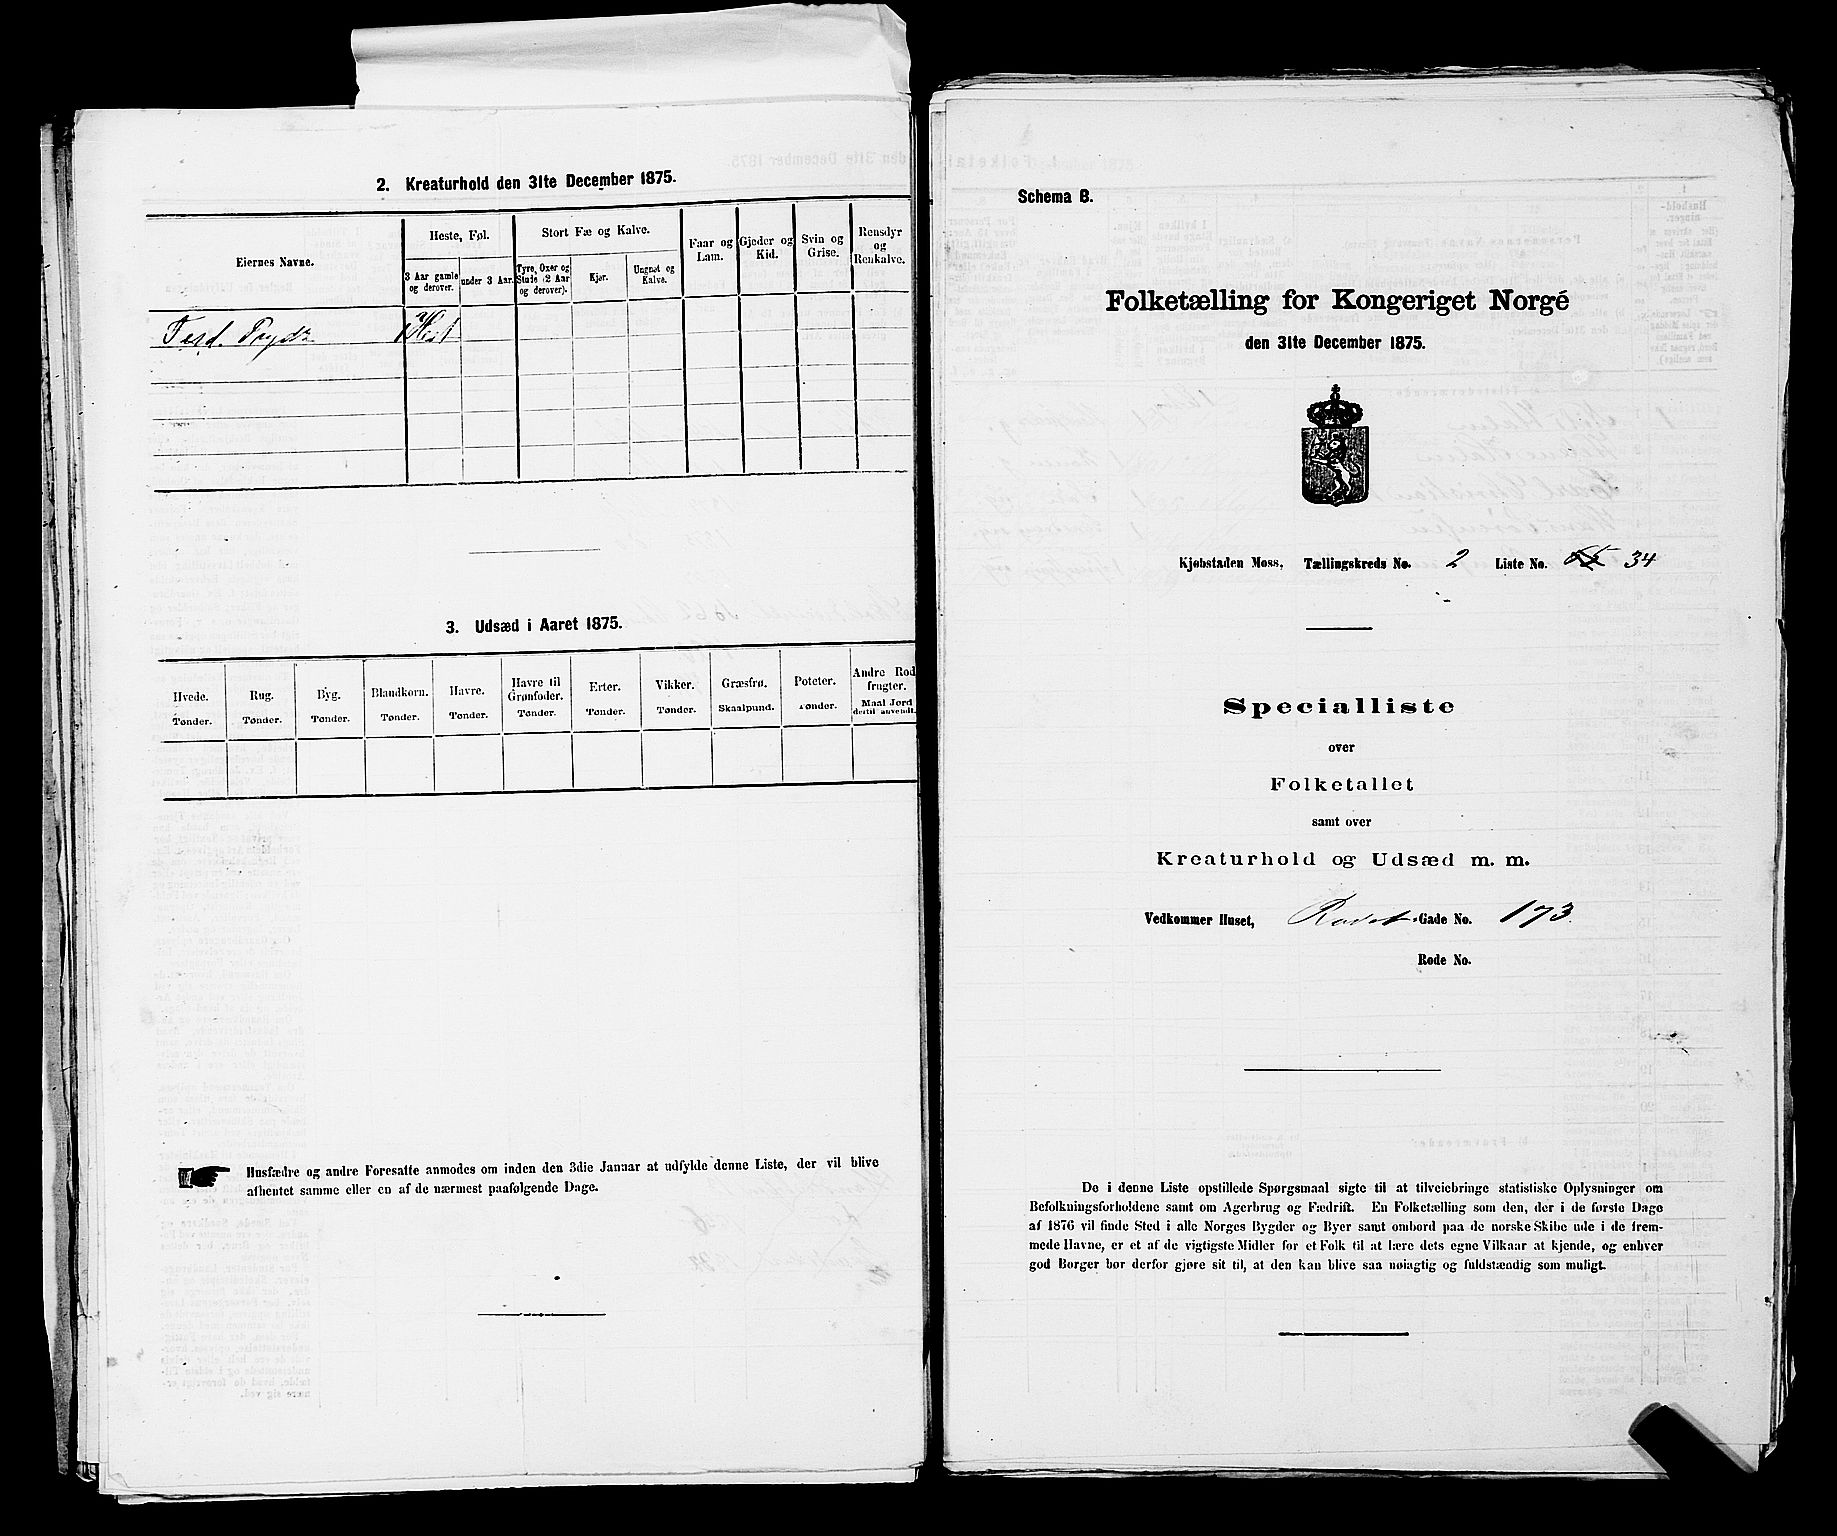 2. Kreaturhold den 31te December 1875.
Eiernes Navne.
Heste, Føl.
Stort Fæ og Kalve.
Faar og Lam.
Gjeder og Kid.
Svin og Grise.
Rensdyr og Renkalve.
3 Aar gamle og derover.
under 3 Aar.
Tyre, Oxer og Stude (2 Aar og derover).
Kjør.
Ungnøt og Kalve.
Ferd. Prydz 1 Hest
3. Udsæd i Aaret 1875.
Hvede. Rug. Byg. Blandkorn. Havre. Havre til Grønfoder. Erter. Vikker. Græsfrø. Poteter. Andre Rodfrugter.
Tønder. Tønder. Tønder. Tønder. Tønder. Tønder. Tønder. Tønder. Skaalpund. Tønder. Maal Jord dertil anvendt.
Husfædre og andre Foresatte anmodes om inden den 3die Januar at udfylde denne Liste, der vil blive
afhentet samme eller en af de nærmest paafølgende Dage.
Schema B.
Folketælling for Kongeriget Norge
den 31te December 1875.
Kjøbstaden Moss, Tællingskreds No. 2 Liste No. 34
Specialliste
over
Folketallet
samt over
Kreaturhold og Udsæd m. m.
Vedkommer Huset, Gade No. 173.
Rode No.
De i denne Liste opstillede Spørgsmaal sigte til at tilveiebringe statistiske Oplysninger om
Befolkningsforholdene samt om Agerbrug og Fædrift. En Folketælling som den, der i de første Dage
af 1876 vil finde Sted i alle Norges Bygder og Byer samt ombord paa de norske Skibe ude i de frem-
mede Havne, er et af de vigtigste Midler for et Folk til at lære dets egne Vilkaar at kjende, og enhver
god Borger bør derfor gjøre sit til, at den kan blive saa nøiagtig og fuldstændig som muligt.